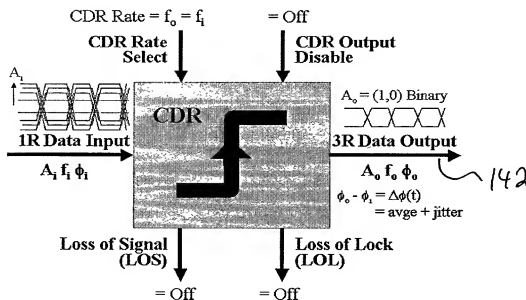 CDR Rate = fₒ = fᵢ
= Off
CDR Rate
Select
CDR Output
Disable
Aᵢ
CDR
Aₒ = (1,0) Binary
1R Data Input
3R Data Output
Aᵢ fᵢ ϕᵢ
Aₒ fₒ ϕₒ
142
ϕₒ - ϕᵢ = Δϕ(t)
= avge + jitter
Loss of Signal
(LOS)
Loss of Lock
(LOL)
= Off
= Off